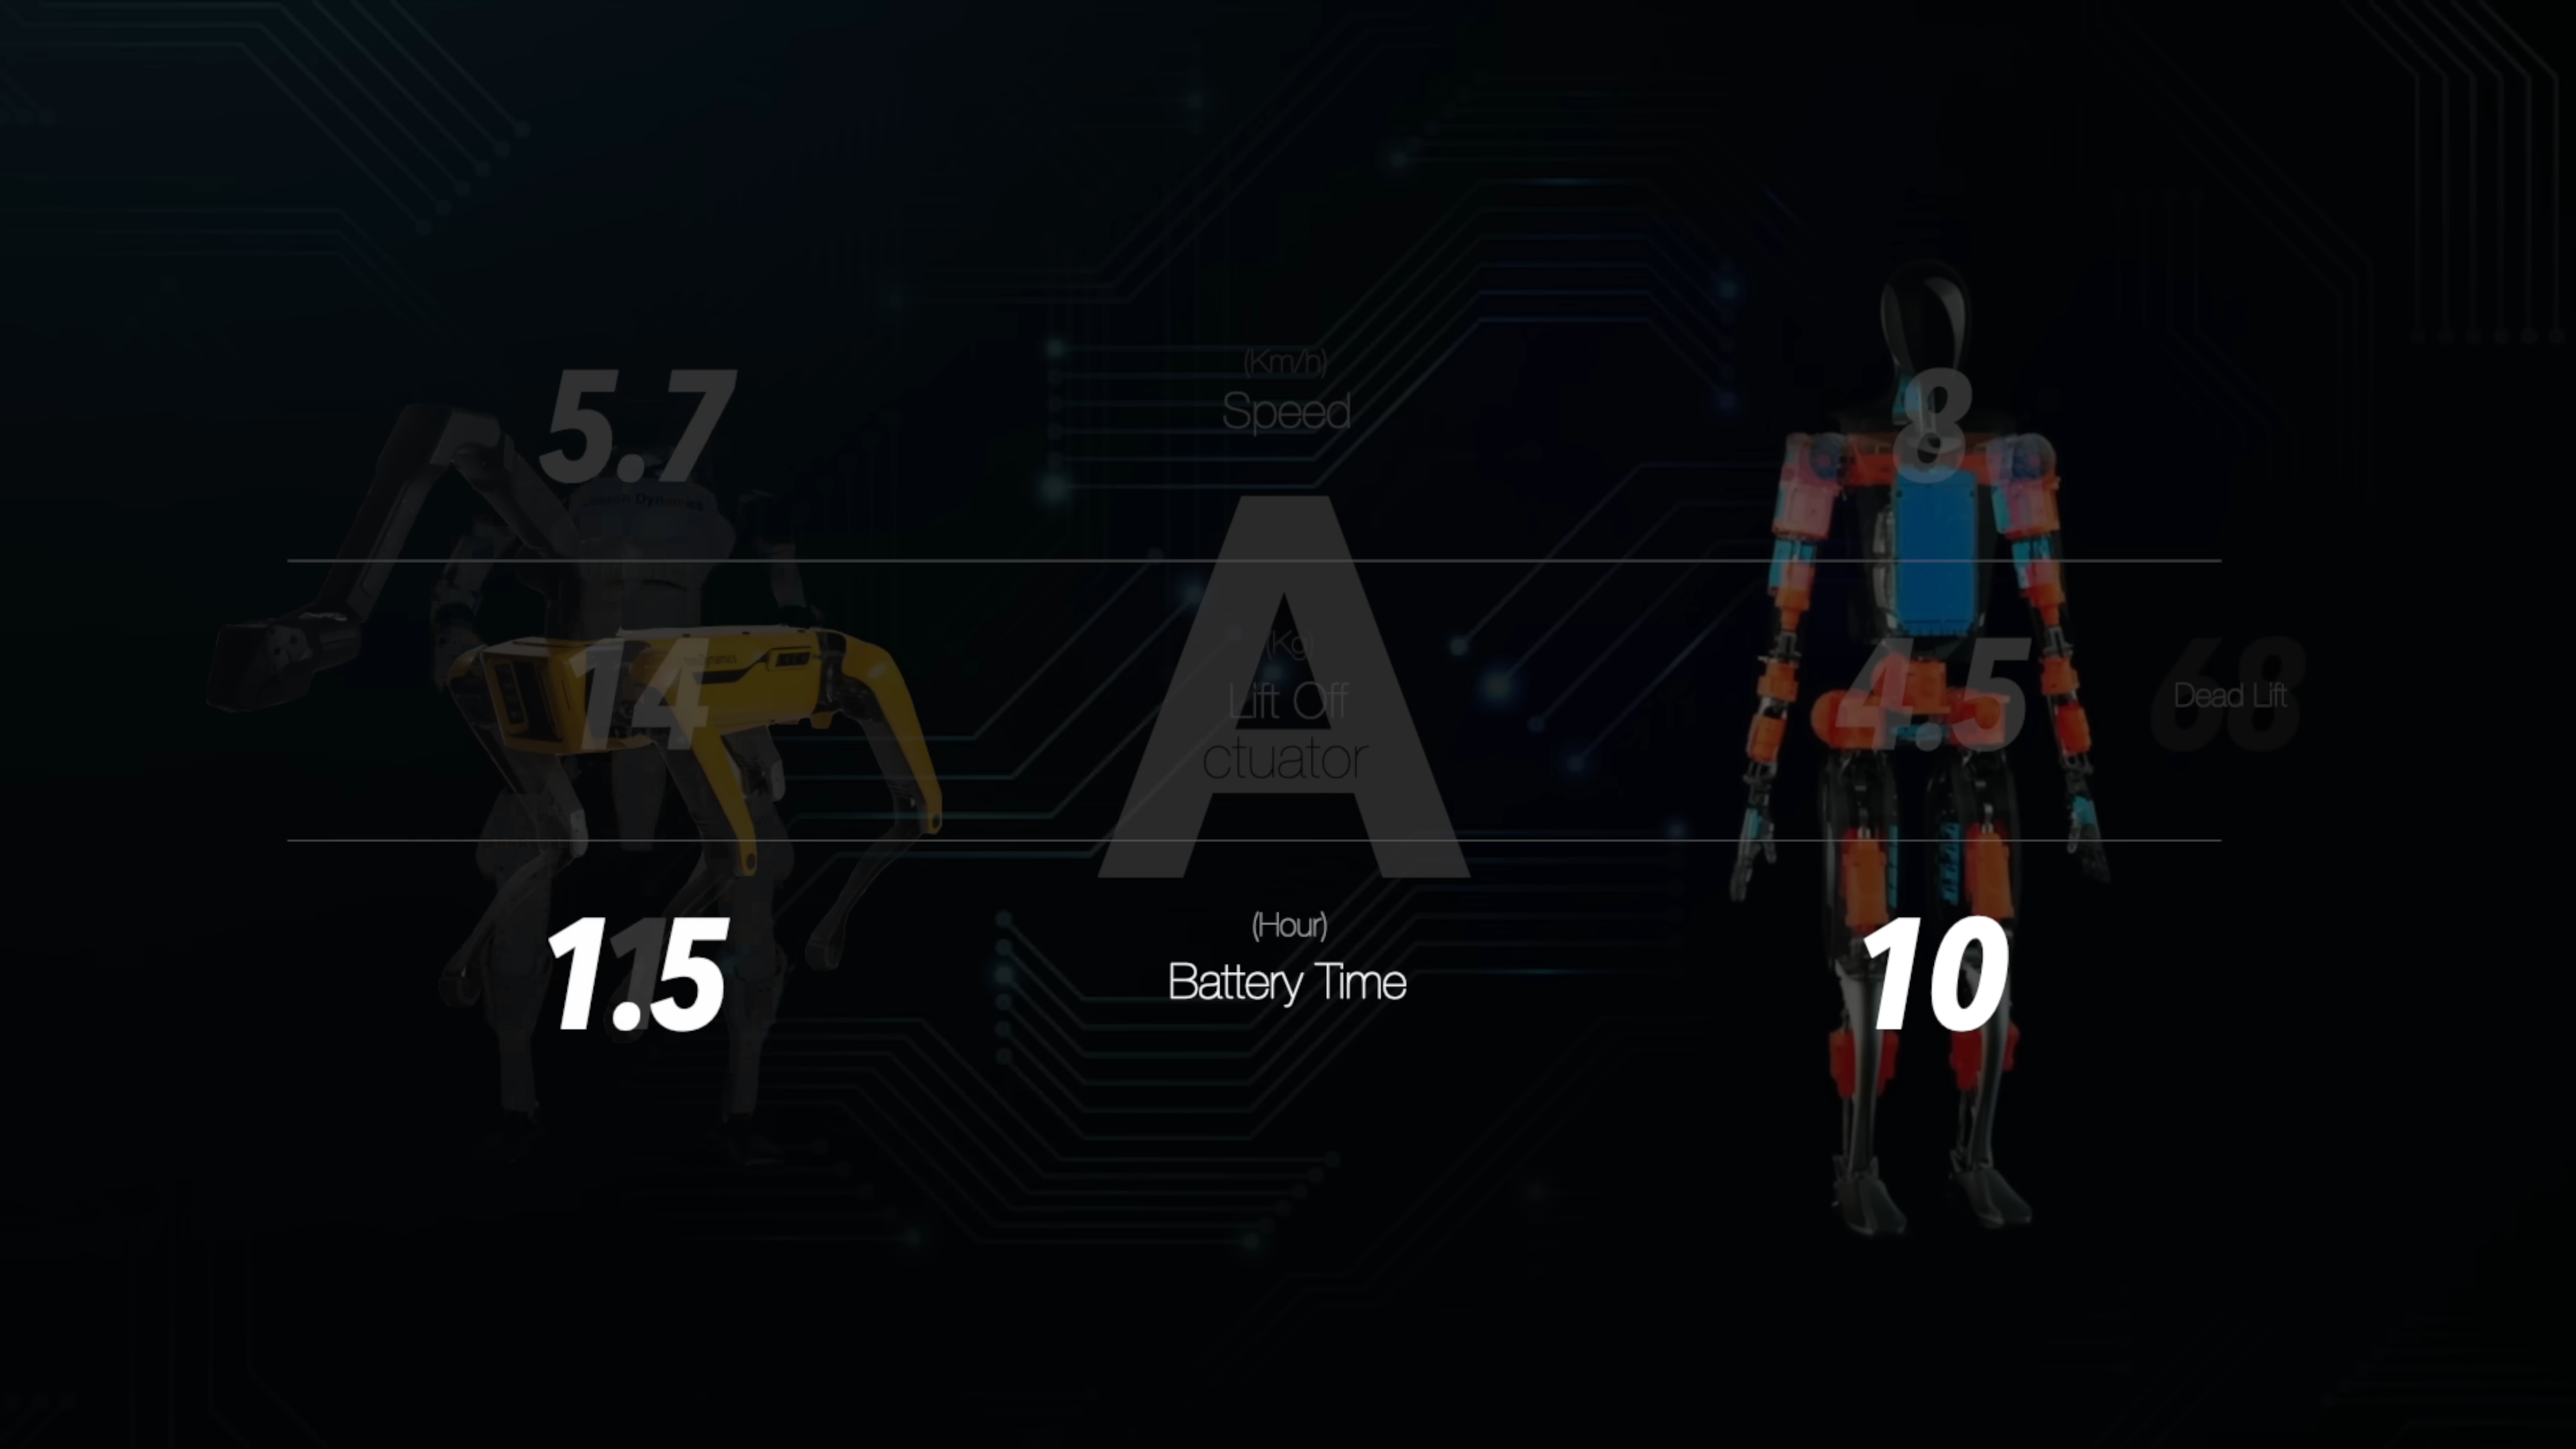 (Km/h)
5.7 Speed 8
(Kg)
14 Lift Off 4.5 Dead Lift 68
A
ctuator
(Hour)
1.5 Battery Time 10